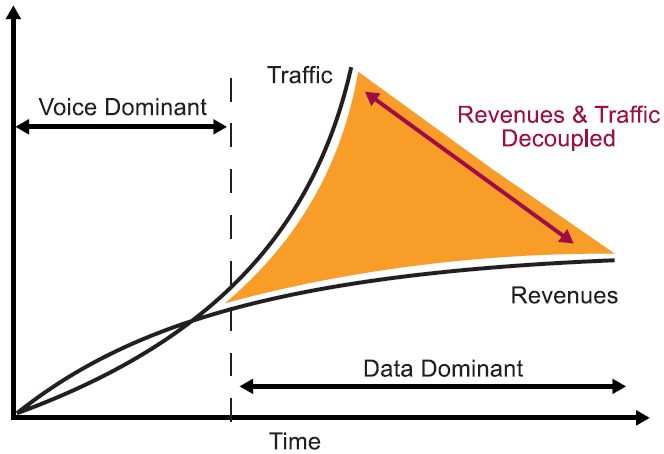 Traffic
Voice Dominant
Revenues & Traffic
Decoupled
Revenues
Data Dominant
Time